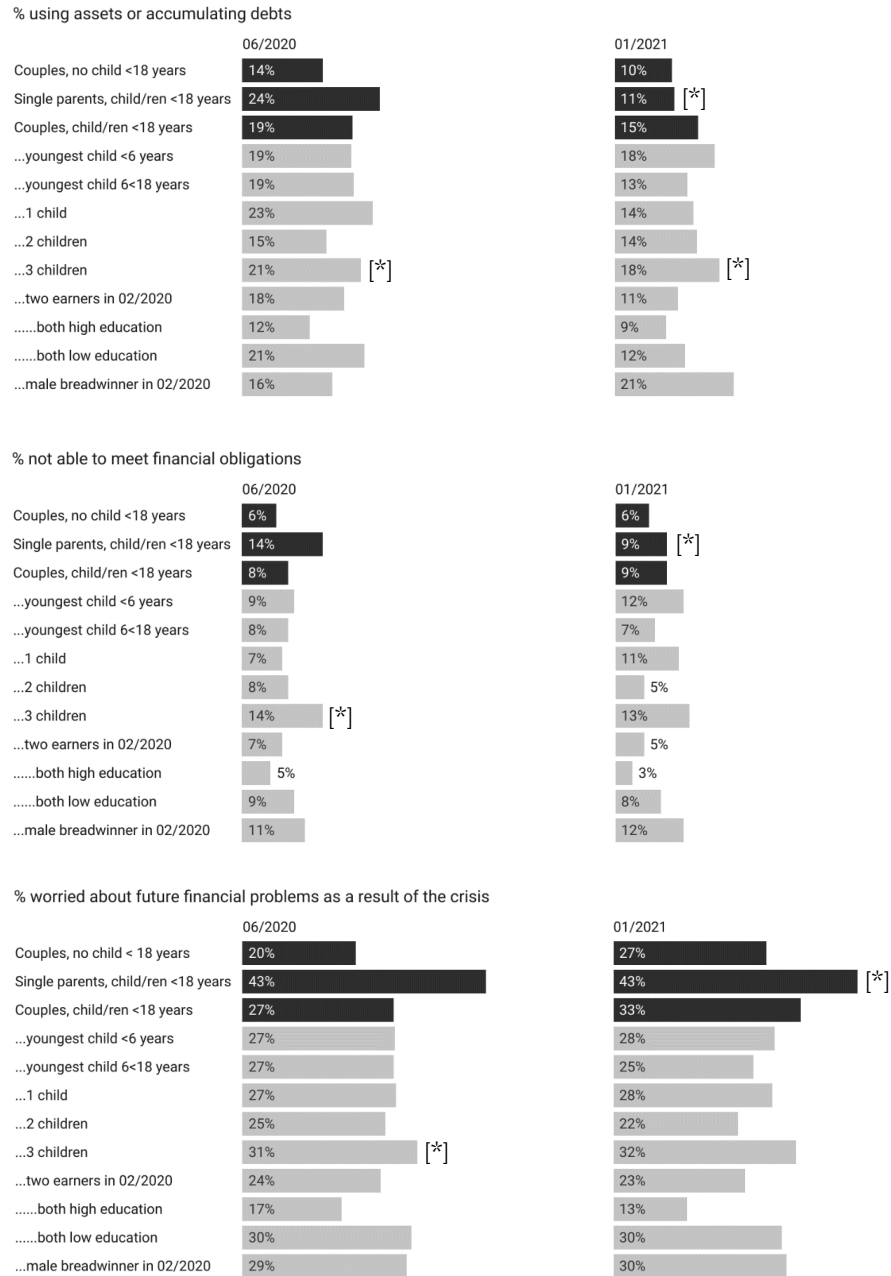 % using assets or accumulating debts
06/2020 01/2021
Couples, no child <18 years 14% 10%
Single parents, child/ren <18 years 24% 11% [*]
Couples, child/ren <18 years 19% 15%
...youngest child <6 years 19% 18%
...youngest child 6<18 years 19% 13%
...1 child 23% 14%
...2 children 15% 14%
...3 children 21% [*] 18% [*]
...two earners in 02/2020 18% 11%
......both high education 12% 9%
......both low education 21% 12%
...male breadwinner in 02/2020 16% 21%
% not able to meet financial obligations
06/2020 01/2021
Couples, no child <18 years 6% 6%
Single parents, child/ren <18 years 14% 9% [*]
Couples, child/ren <18 years 8% 9%
...youngest child <6 years 9% 12%
...youngest child 6<18 years 8% 7%
...1 child 7% 11%
...2 children 8% 5%
...3 children 14% [*] 13%
...two earners in 02/2020 7% 5%
......both high education 5% 3%
......both low education 9% 8%
...male breadwinner in 02/2020 11% 12%
% worried about future financial problems as a result of the crisis
06/2020 01/2021
Couples, no child < 18 years 20% 27%
Single parents, child/ren <18 years 43% 43% [*]
Couples, child/ren <18 years 27% 33%
...youngest child <6 years 27% 28%
...youngest child 6<18 years 27% 25%
...1 child 27% 28%
...2 children 25% 22%
...3 children 31% [*] 32%
...two earners in 02/2020 24% 23%
......both high education 17% 13%
......both low education 30% 30%
...male breadwinner in 02/2020 29% 30%